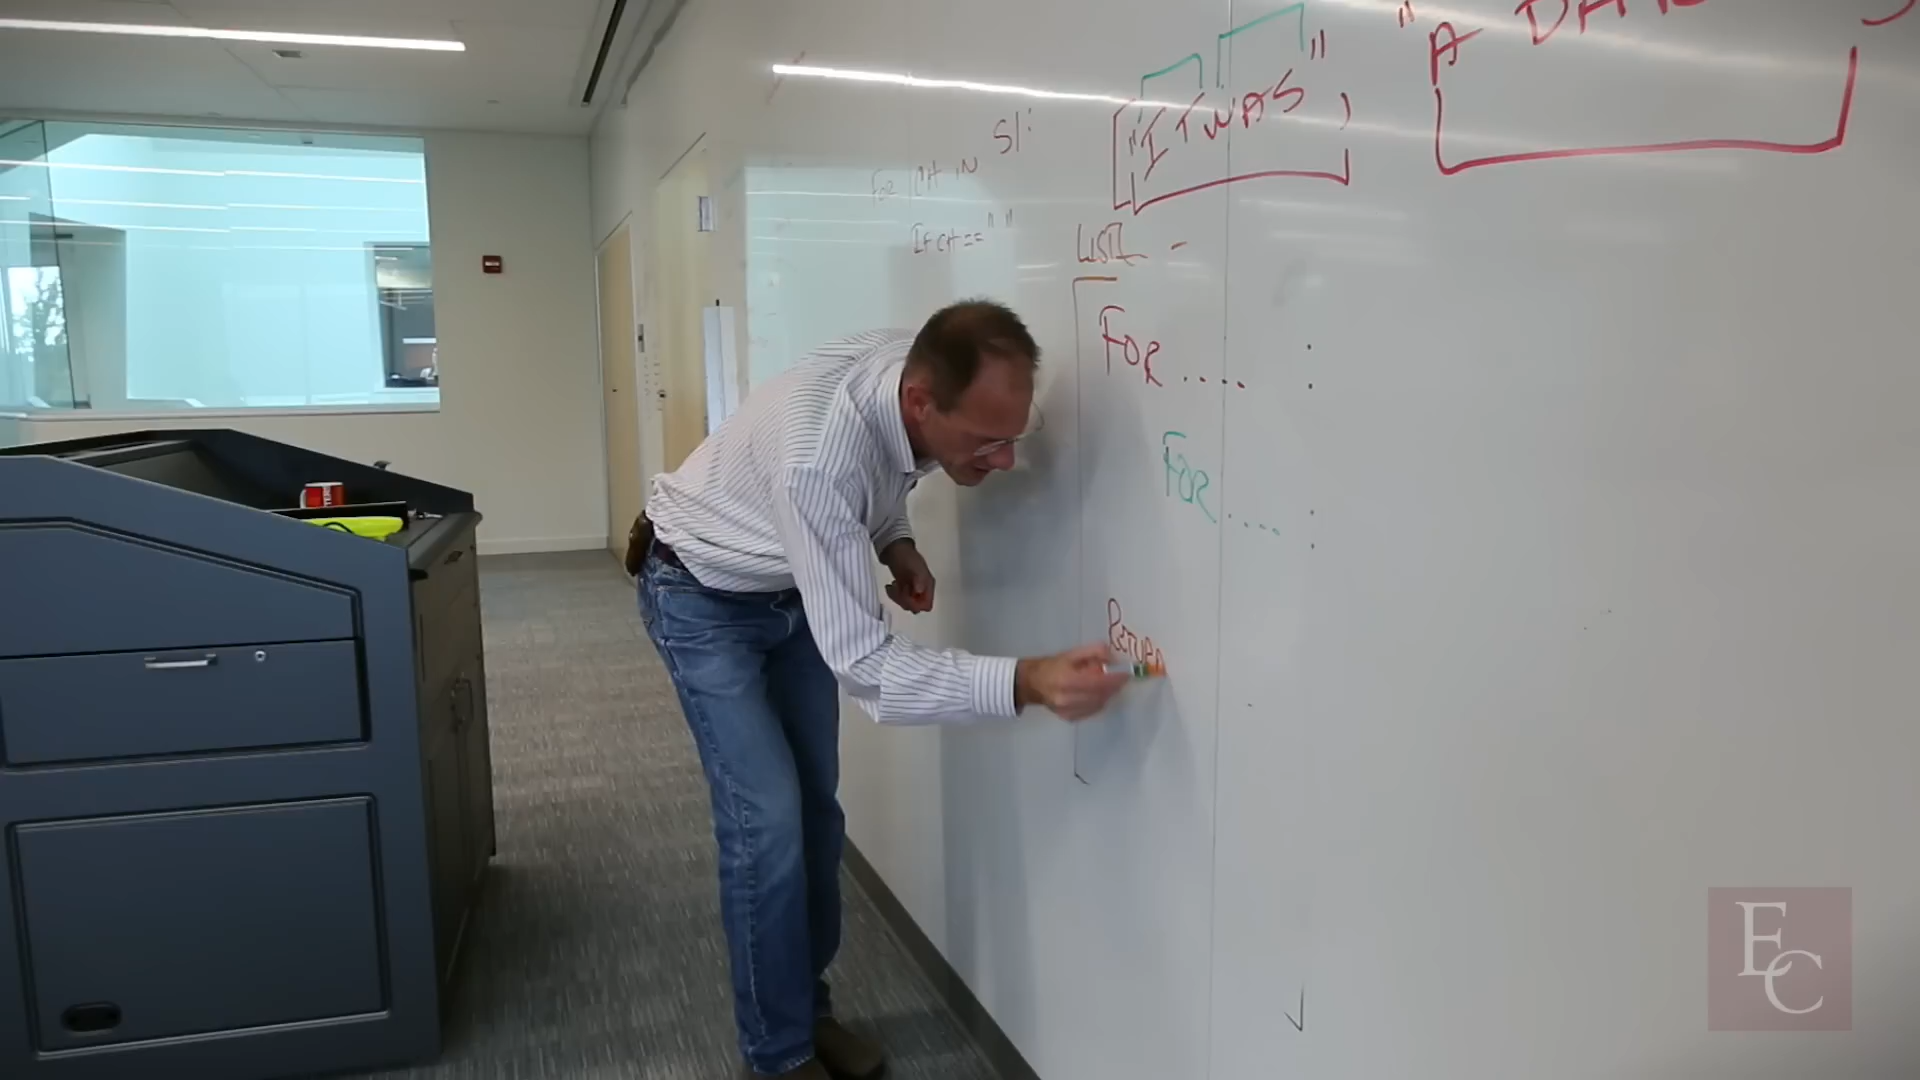 "IT WAS", "A
FOR CH IN S1:
IF CH == " "
LIST -
FOR .... :
FOR .... :
RETURN
EC